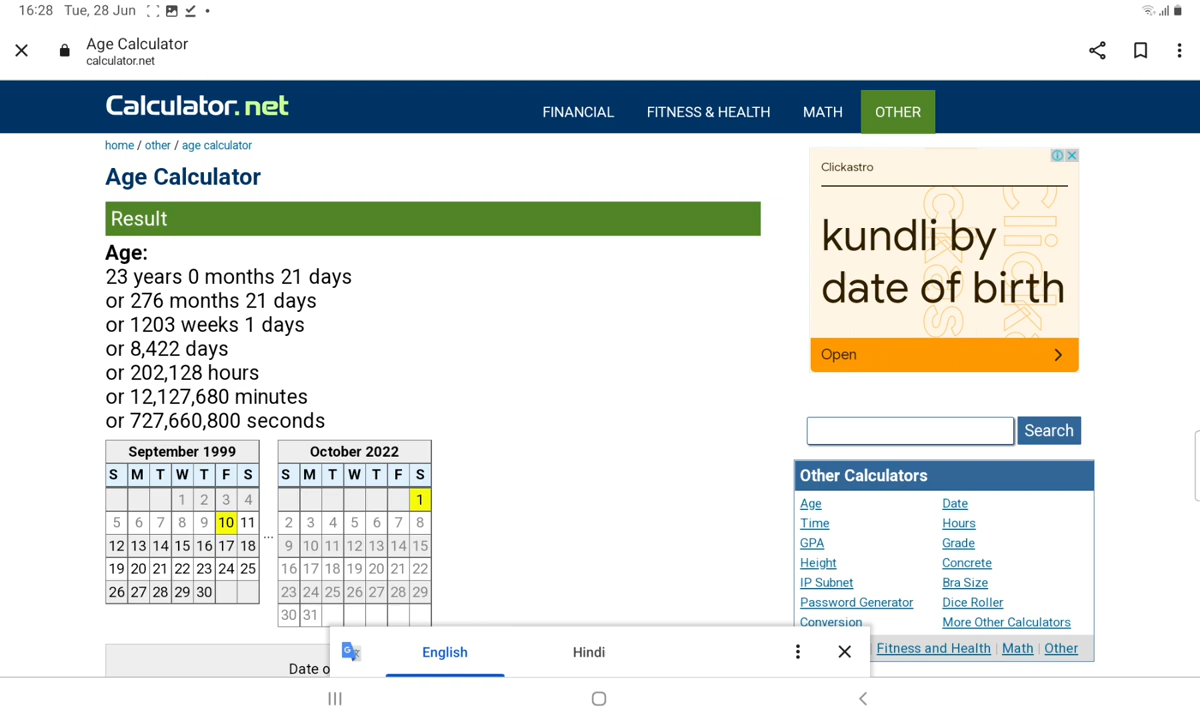 16:28 Tue, 28 Jun
Age Calculator
calculator.net
Calculator.net
FINANCIAL FITNESS & HEALTH MATH OTHER
home / other / age calculator
Age Calculator
Result
Age:
23 years 0 months 21 days
or 276 months 21 days
or 1203 weeks 1 days
or 8,422 days
or 202,128 hours
or 12,127,680 minutes
or 727,660,800 seconds
September 1999
S M T W T F S
1 2 3 4
5 6 7 8 9 10 11
12 13 14 15 16 17 18
19 20 21 22 23 24 25
26 27 28 29 30
...
October 2022
S M T W T F S
1
2 3 4 5 6 7 8
9 10 11 12 13 14 15
16 17 18 19 20 21 22
23 24 25 26 27 28 29
30 31
Date o
Clickastro
kundli by
date of birth
Open
Search
Other Calculators
Age Date
Time Hours
GPA Grade
Height Concrete
IP Subnet Bra Size
Password Generator Dice Roller
Conversion More Other Calculators
| Fitness and Health | Math | Other
English Hindi